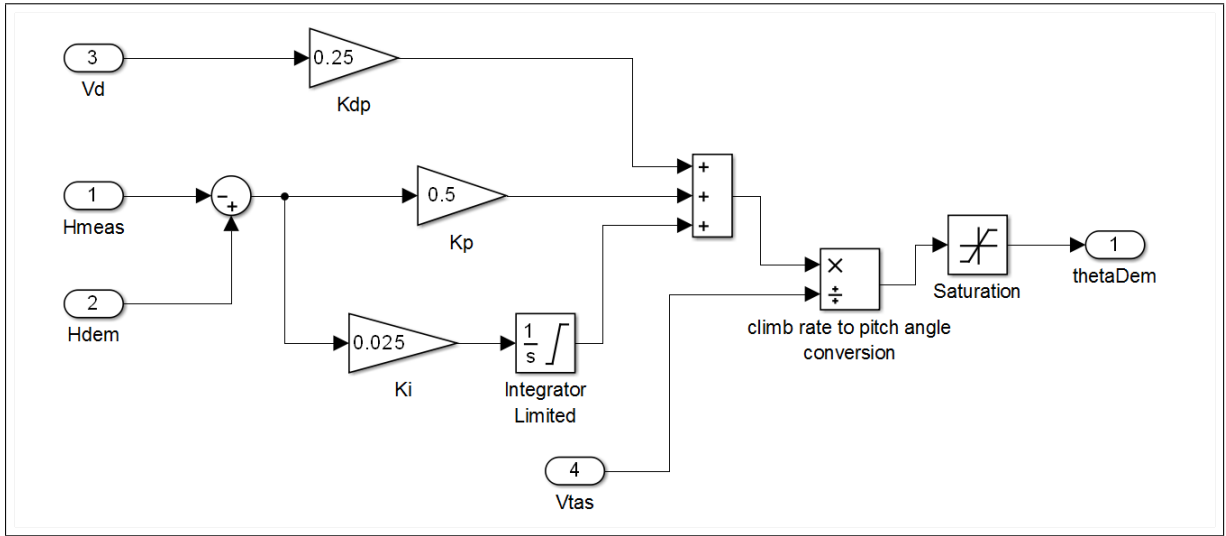 3
Vd
0.25
Kdp
1
Hmeas
-
+
2
Hdem
0.5
Kp
0.025
Ki
1
s
Integrator
Limited
+
+
+
4
Vtas
×
÷
climb rate to pitch angle
conversion
Saturation
1
thetaDem